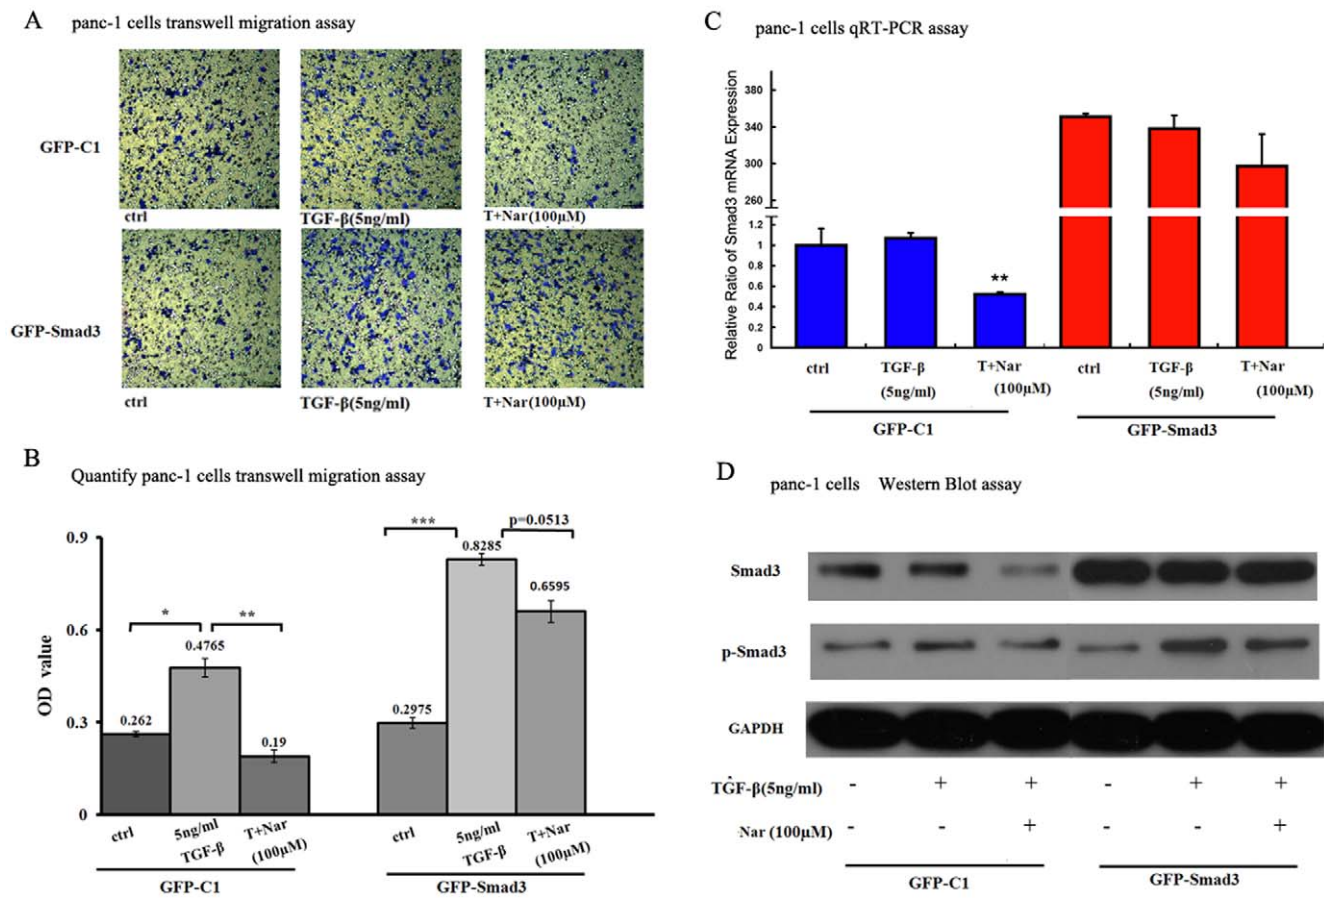 A panc-1 cells transwell migration assay
GFP-C1
ctrl TGF-β(5ng/ml) T+Nar(100μM)
GFP-Smad3
ctrl TGF-β(5ng/ml) T+Nar(100μM)
B
Quantify panc-1 cells transwell migration assay
OD value
0.9
0.6
0.3
0
*
**
***
p=0.0513
0.262
0.4765
0.19
0.2975
0.8285
0.6595
ctrl
5ng/ml
TGF-β
T+Nar
(100μM)
ctrl
5ng/ml
TGF-β
T+Nar
(100μM)
GFP-C1 GFP-Smad3
C panc-1 cells qRT-PCR assay
Relative Ratio of Smad3 mRNA Expression
380
340
300
260
1.2
1
0.8
0.6
0.4
0.2
0
**
ctrl TGF-β T+Nar ctrl TGF-β T+Nar
(5ng/ml) (100μM) (5ng/ml) (100μM)
GFP-C1 GFP-Smad3
D panc-1 cells Western Blot assay
Smad3
p-Smad3
GAPDH
TGF-β(5ng/ml) - + + - + +
Nar (100μM) - - + - - +
GFP-C1 GFP-Smad3